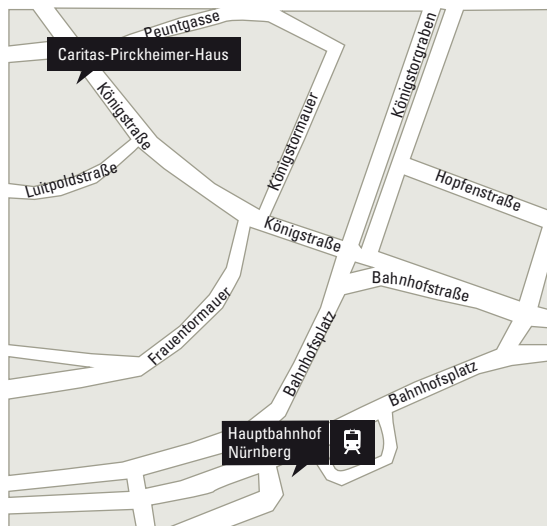 Peuntgasse
Caritas-Pirckheimer-Haus
Königstraße
Königstorgraben
Königstormauer
Luitpoldstraße
Hopfenstraße
Königstraße
Bahnhofstraße
Frauentormauer
Bahnhofsplatz
Bahnhofsplatz
Hauptbahnhof
Nürnberg